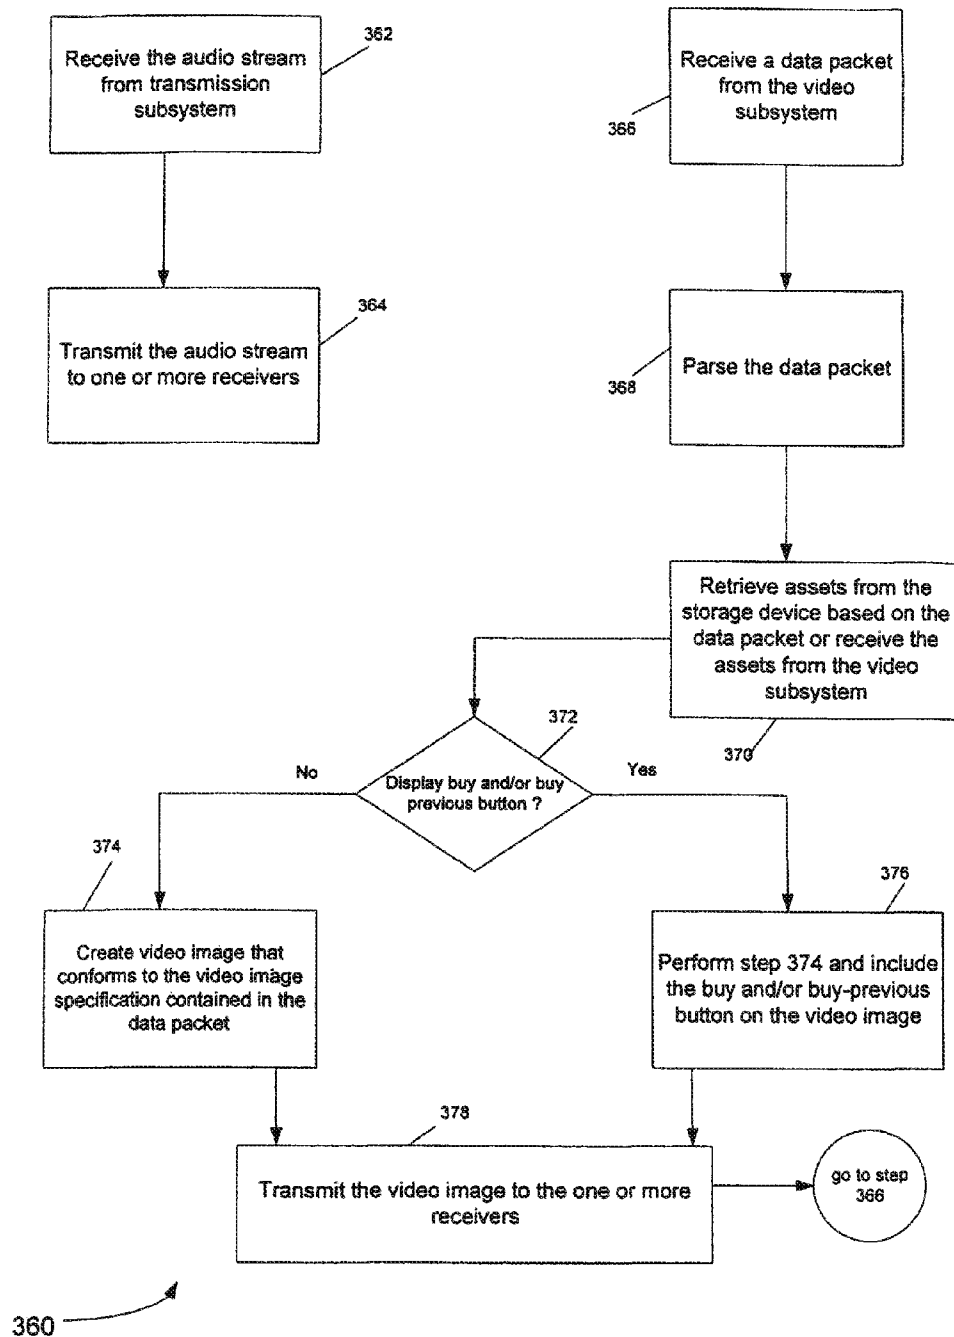 362
Receive the audio stream
from transmission
subsystem
Receive a data packet
from the video
subsystem
366
364
Transmit the audio stream
to one or more receivers
Parse the data packet
368
Retrieve assets from the
storage device based on the
data packet or receive the
assets from the video
subsystem
370
372
No
Yes
Display buy and/or buy
previous button ?
374
376
Create video image that
conforms to the video image
specification contained in the
data packet
Perform step 374 and include
the buy and/or buy-previous
button on the video image
378
Transmit the video image to the one or more
receivers
go to step
366
360